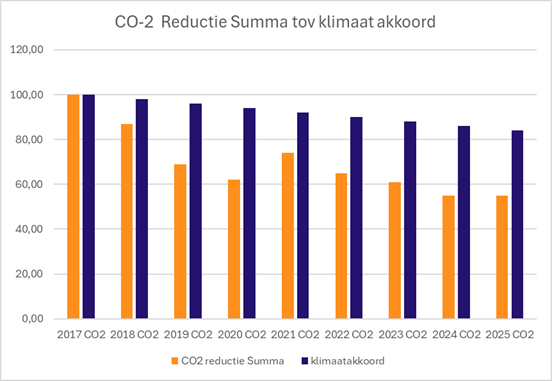 CO-2 Reductie Summa tov klimaat akkoord
120,00
100,00
80,00
60,00
40,00
20,00
0,00
2017 CO2 2018 CO2 2019 CO2 2020 CO2 2021 CO2 2022 CO2 2023 CO2 2024 CO2 2025 CO2
CO2 reductie Summa klimaatakkoord